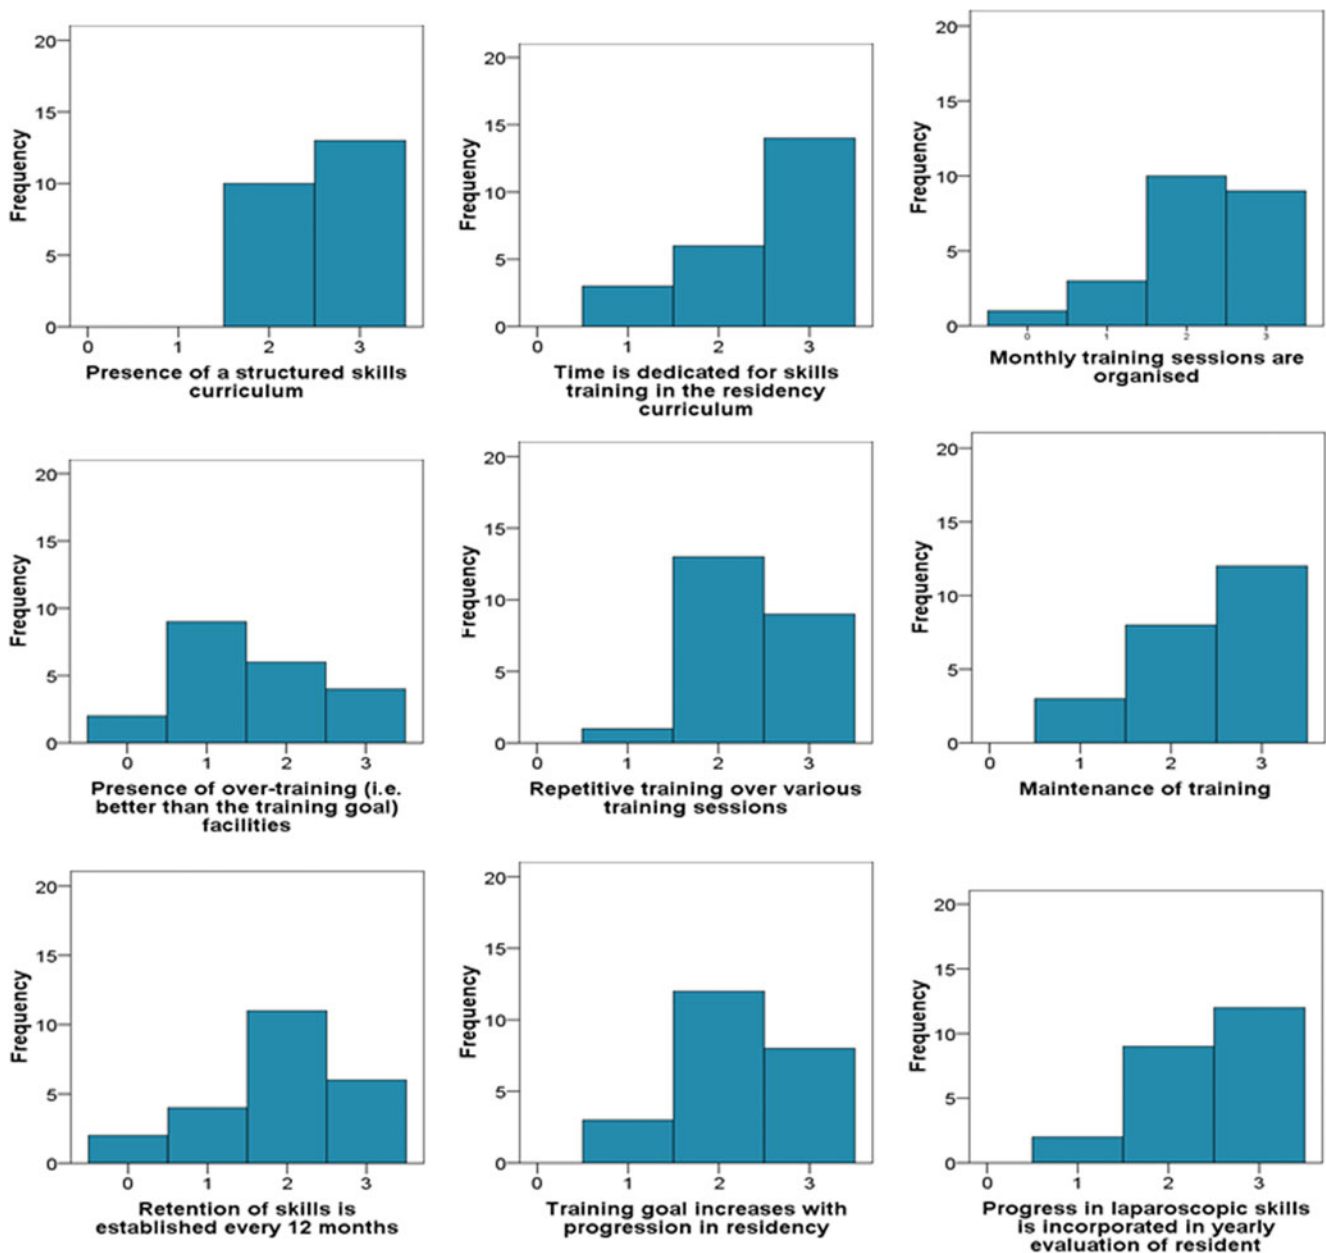 20
15
10
5
0
Frequency
0 1 2 3
Presence of a structured skills
curriculum
20
15
10
5
0
Frequency
0 1 2 3
Time is dedicated for skills
training in the residency
curriculum
20
15
10
5
0
Frequency
0 1 2 3
Monthly training sessions are
organised
20
15
10
5
0
Frequency
0 1 2 3
Presence of over-training (i.e.
better than the training goal)
facilities
20
15
10
5
0
Frequency
0 1 2 3
Repetitive training over various
training sessions
20
15
10
5
0
Frequency
0 1 2 3
Maintenance of training
20
15
10
5
0
Frequency
0 1 2 3
Retention of skills is
established every 12 months
20
15
10
5
0
Frequency
0 1 2 3
Training goal increases with
progression in residency
20
15
10
5
0
Frequency
0 1 2 3
Progress in laparoscopic skills
is incorporated in yearly
evaluation of resident